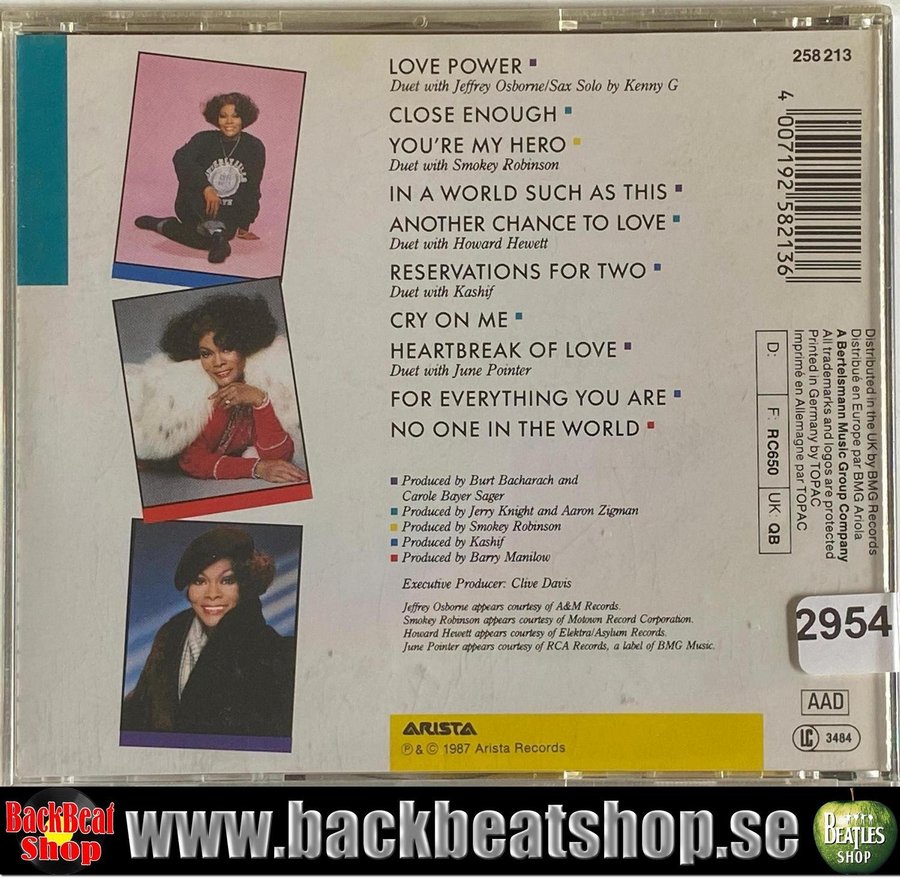 LOVE POWER
Duet with Jeffrey Osborne/Sax Solo by Kenny G
CLOSE ENOUGH
YOU'RE MY HERO
Duet with Smokey Robinson
IN A WORLD SUCH AS THIS
ANOTHER CHANCE TO LOVE
Duet with Howard Hewett
RESERVATIONS FOR TWO
Duet with Kashif
CRY ON ME
HEARTBREAK OF LOVE
Duet with June Pointer
FOR EVERYTHING YOU ARE
NO ONE IN THE WORLD
Produced by Burt Bacharach and
Carole Bayer Sager
Produced by Jerry Knight and Aaron Zigman
Produced by Smokey Robinson
Produced by Kashif
Produced by Barry Manilow
Executive Producer: Clive Davis
Jeffrey Osborne appears courtesy of A&M Records.
Smokey Robinson appears courtesy of Motown Record Corporation.
Howard Hewett appears courtesy of Elektra/Asylum Records.
June Pointer appears courtesy of RCA Records, a label of BMG Music.
ARISTA
℗ & © 1987 Arista Records
258 213
4 007192 582136
D: F: RC650 UK: QB
Distributed in the UK by BMG Records
Distribué en Europe par BMG Ariola
A Bertelsmann Music Group Company
All trademarks and logos are protected
Printed in Germany by TOPAC
Imprimé en Allemagne par TOPAC
2954
AAD
LC 3484
BackBeat
Shop
www.backbeatshop.se
BEATLES
SHOP